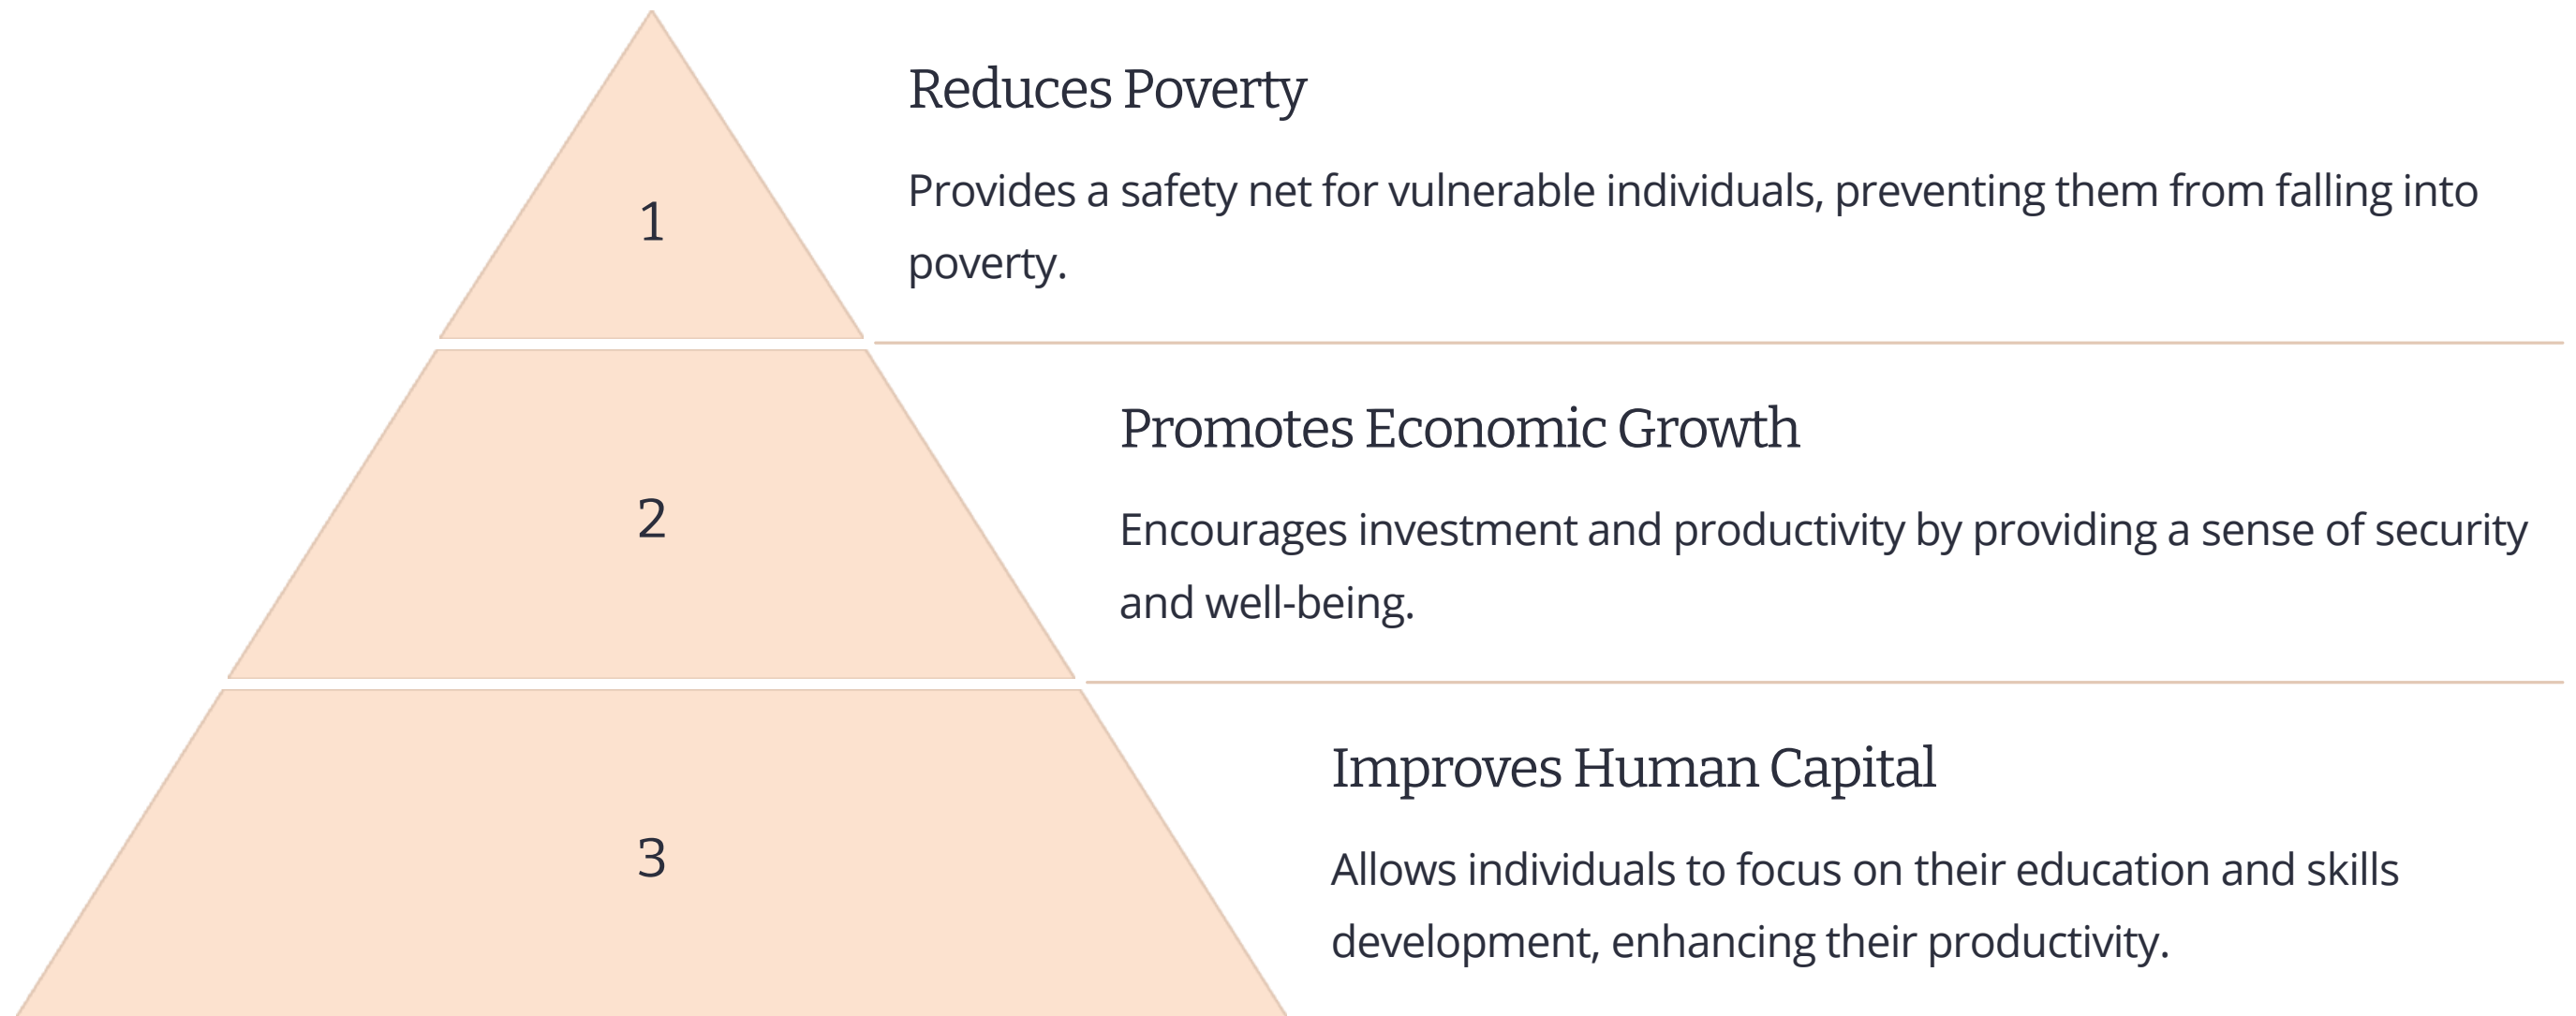 Reduces Poverty
Provides a safety net for vulnerable individuals, preventing them from falling into
poverty.
1
Promotes Economic Growth
Encourages investment and productivity by providing a sense of security
and well-being.
2
Improves Human Capital
Allows individuals to focus on their education and skills
development, enhancing their productivity.
3